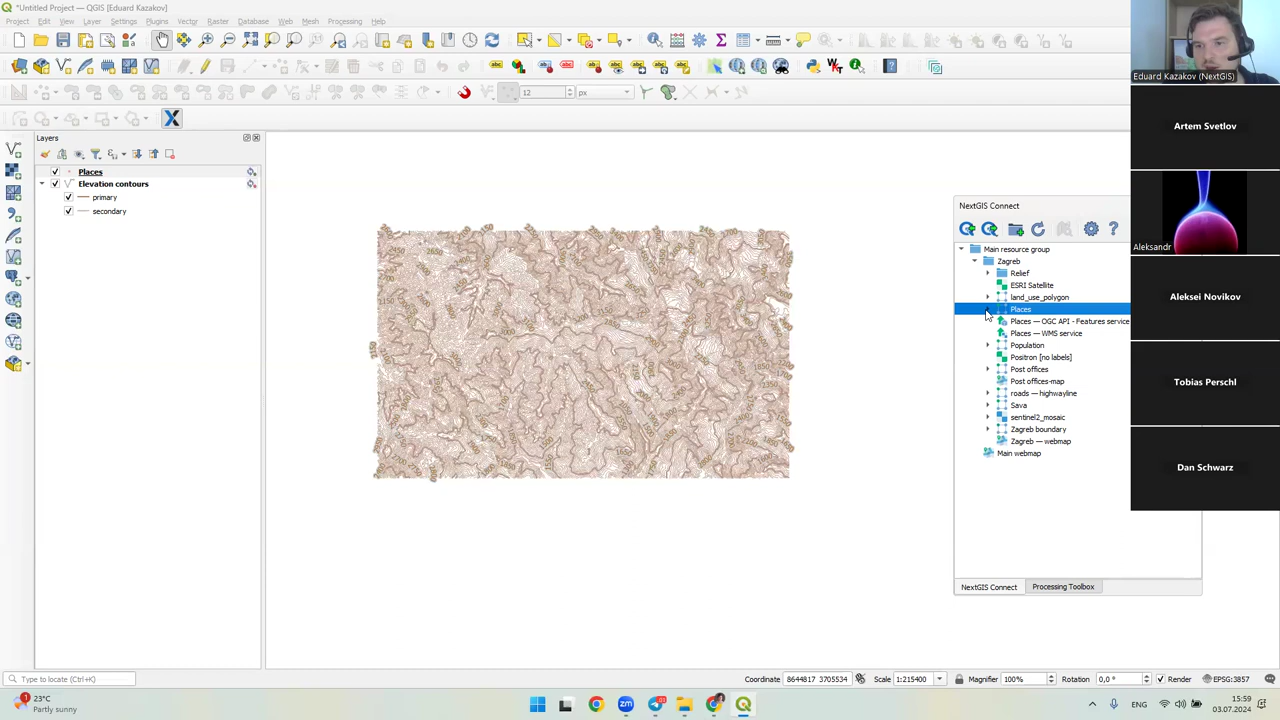 *Untitled Project — QGIS (Eduard Kazakov)
Project Edit View Layer Settings Plugins Vector Raster Database Web Mesh Processing Help
12 px
Layers
Places
Elevation contours
primary
secondary
NextGIS Connect
Main resource group
Zagreb
Relief
ESRI Satellite
land_use_polygon
Places
Places — OGC API - Features service
Places — WMS service
Population
Positron [no labels]
Post offices
Post offices-map
roads — highwayline
Sava
sentinel2_mosaic
Zagreb boundary
Zagreb — webmap
Main webmap
NextGIS Connect Processing Toolbox
Eduard Kazakov (NextGIS)
Artem Svetlov
Aleksandr
Aleksei Novikov
Tobias Perschl
Dan Schwarz
Type to locate (Ctrl+K)
Coordinate 8644817 3705534 Scale 1:215400 Magnifier 100% Rotation 0,0 ° Render EPSG:3857
23°C
Partly sunny
ENG
15:59
03.07.2024